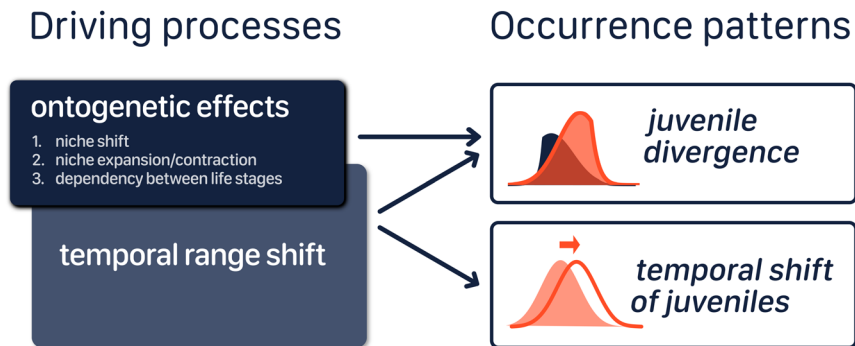 Driving processes
Occurrence patterns
ontogenetic effects
1. niche shift
2. niche expansion/contraction
3. dependency between life stages
temporal range shift
juvenile
divergence
temporal shift
of juveniles